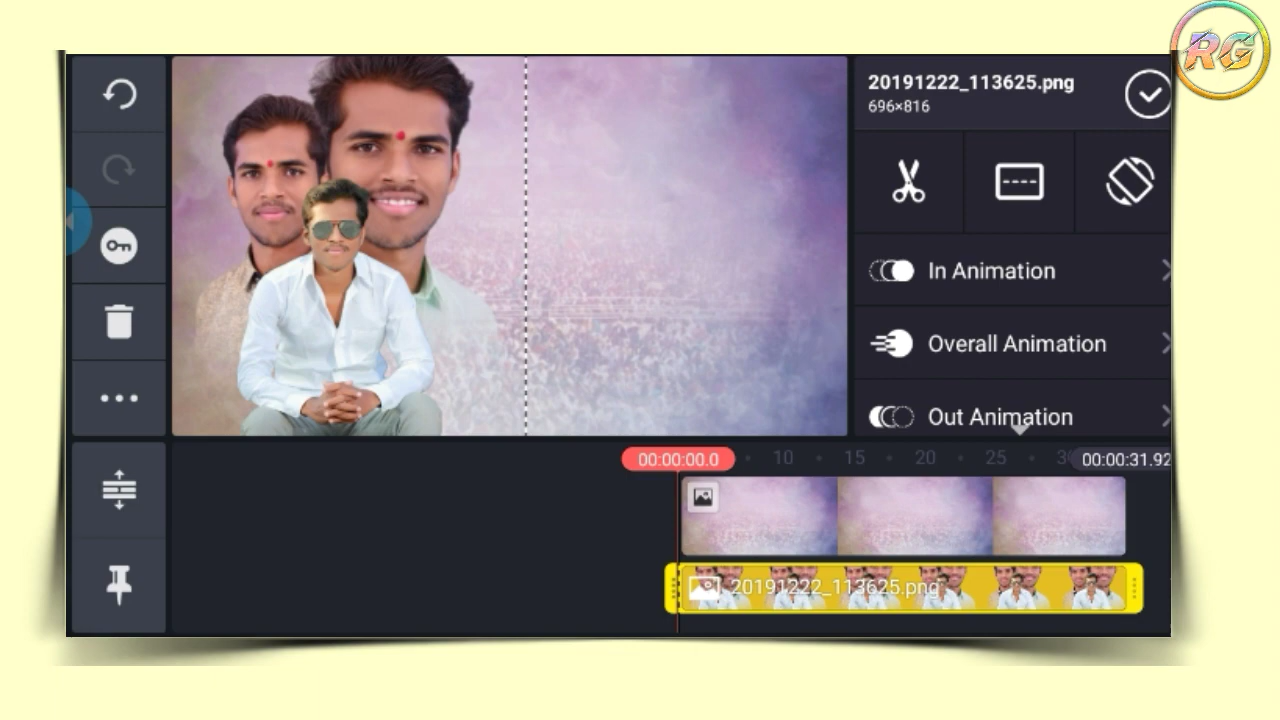 RG
20191222_113625.png
696×816
In Animation
Overall Animation
Out Animation
00:00:00.0
10
15
20
25
00:00:31.92
20191222_113625.png